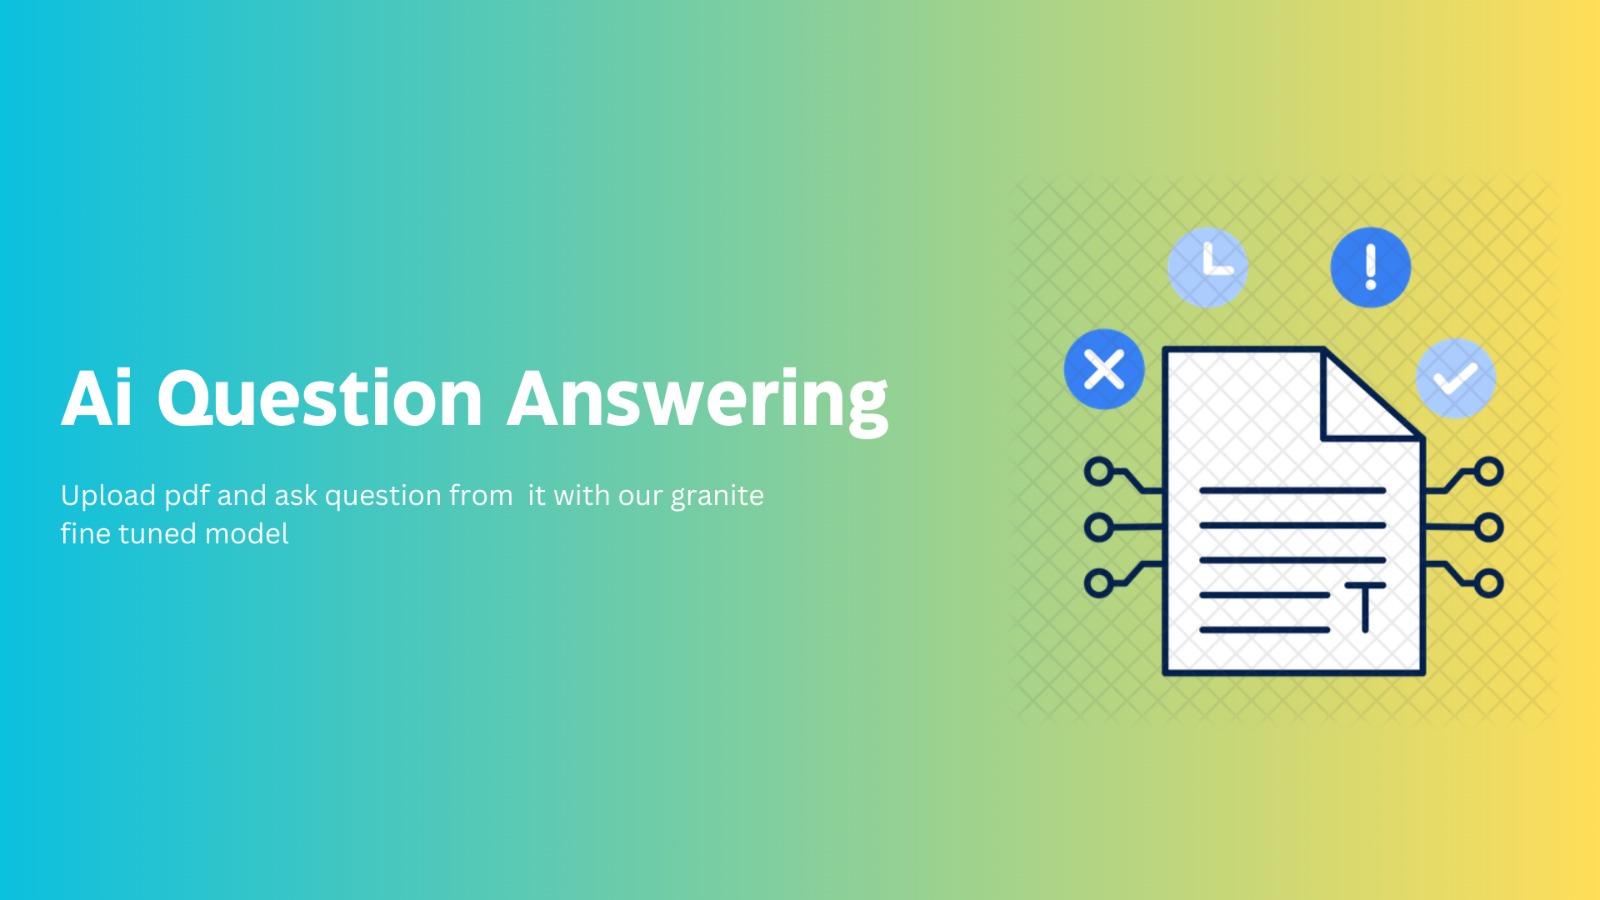 Ai Question Answering
Upload pdf and ask question from  it with our granite
fine tuned model
T